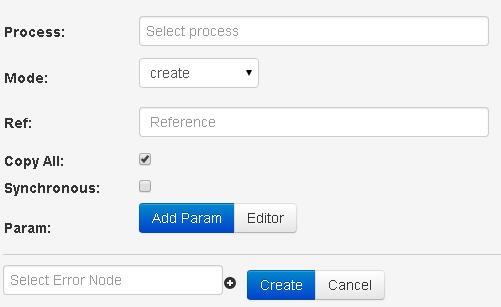 Process: Select process
Mode: create
Ref: Reference
Copy All:
Synchronous:
Param: Add Param Editor
Select Error Node Create Cancel